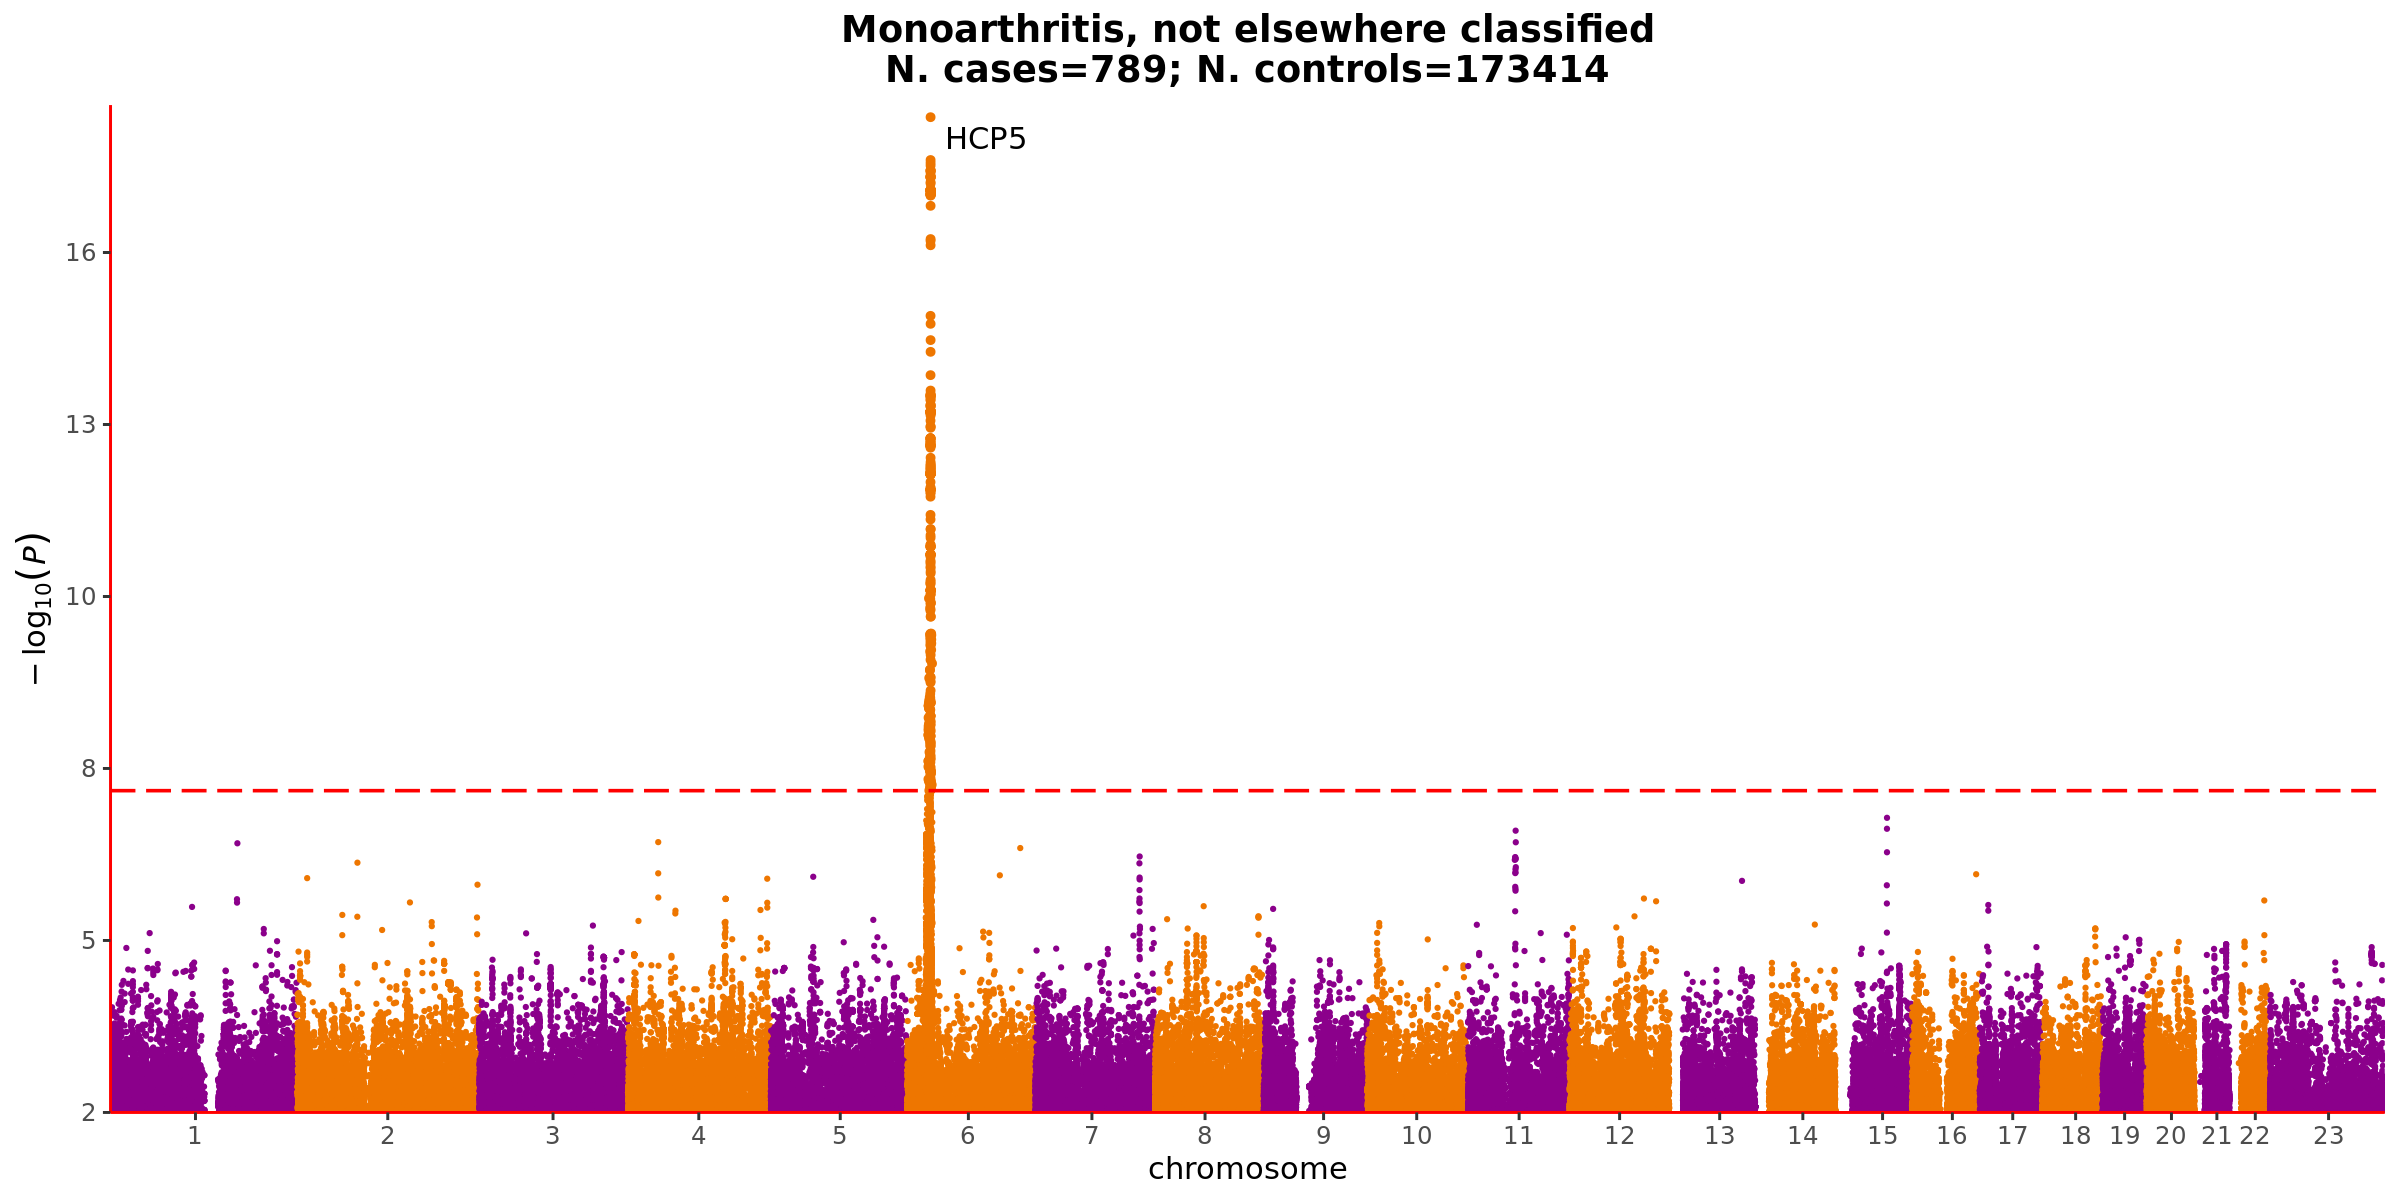 Monoarthritis, not elsewhere classified
N. cases=789; N. controls=173414
HCP5
16
13
10
8
5
2
− log10(P)
1 2 3 4 5 6 7 8 9 10 11 12 13 14 15 16 17 18 19 20 21 22 23
chromosome